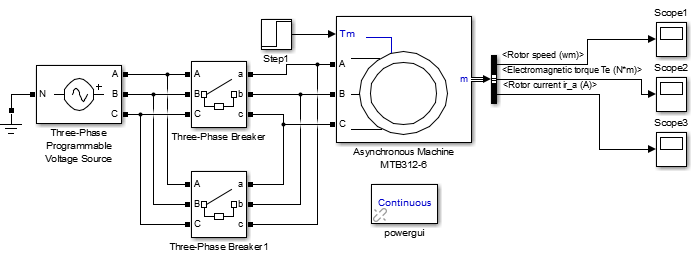 Scope1
Tm
Step1
<Rotor speed (wm)>
A
A
a
A
<Electromagnetic torque Te (N*m)>
Scope2
N
B
B
b
B
m
<Rotor current ir_a (A)>
C
C
c
C
Three-Phase
Programmable
Voltage Source
Three-Phase Breaker
Asynchronous Machine
MTB312-6
Scope3
A
a
B
b
C
c
Three-Phase Breaker1
Continuous
powergui